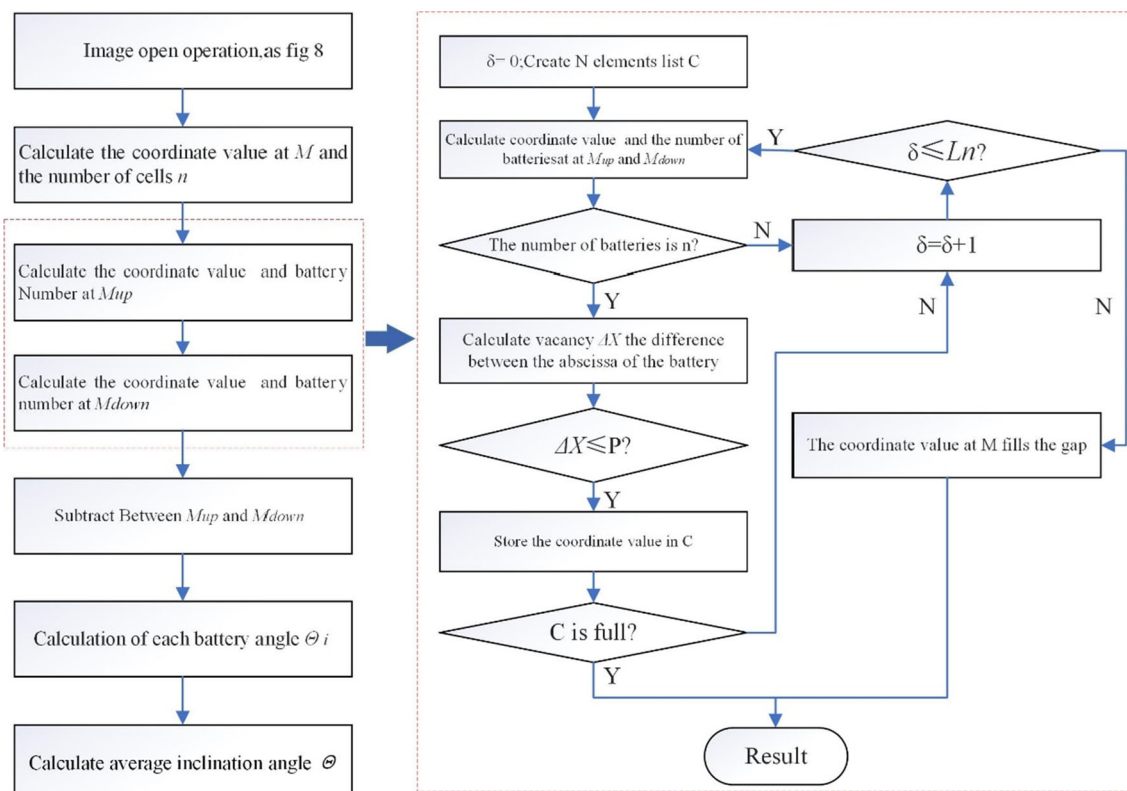 Image open operation,as fig 8
Calculate the coordinate value at M and
the number of cells n
Calculate the coordinate value and battery
Number at Mup
Calculate the coordinate value and battery
number at Mdown
Subtract Between Mup and Mdown
Calculation of each battery angle Θ i
Calculate average inclination angle Θ
δ= 0;Create N elements list C
Calculate coordinate value and the number of
batteriesat at Mup and Mdown
Y
δ≤Ln?
The number of batteries is n?
N
δ=δ+1
Y
N
N
Calculate vacancy ΔX the difference
between the abscissa of the battery
ΔX≤P?
The coordinate value at M fills the gap
Y
Store the coordinate value in C
C is full?
Y
Result